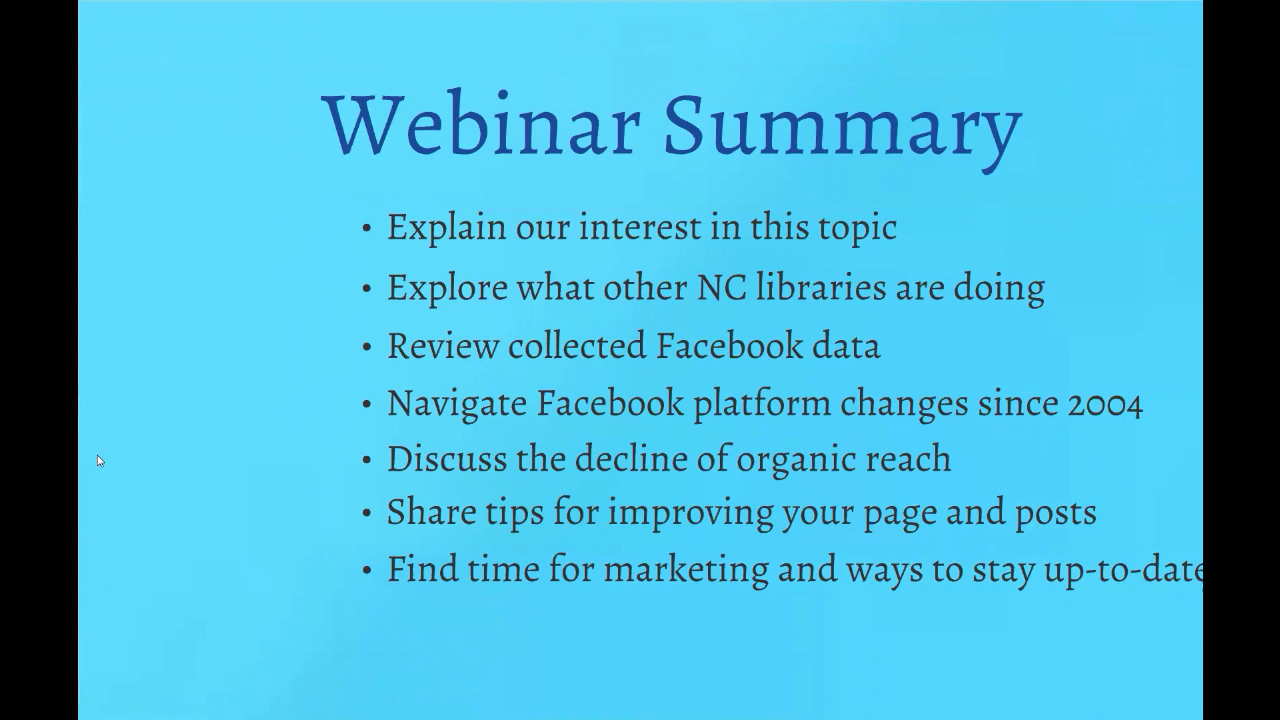 Webinar Summary
• Explain our interest in this topic
• Explore what other NC libraries are doing
• Review collected Facebook data
• Navigate Facebook platform changes since 2004
• Discuss the decline of organic reach
• Share tips for improving your page and posts
• Find time for marketing and ways to stay up-to-date